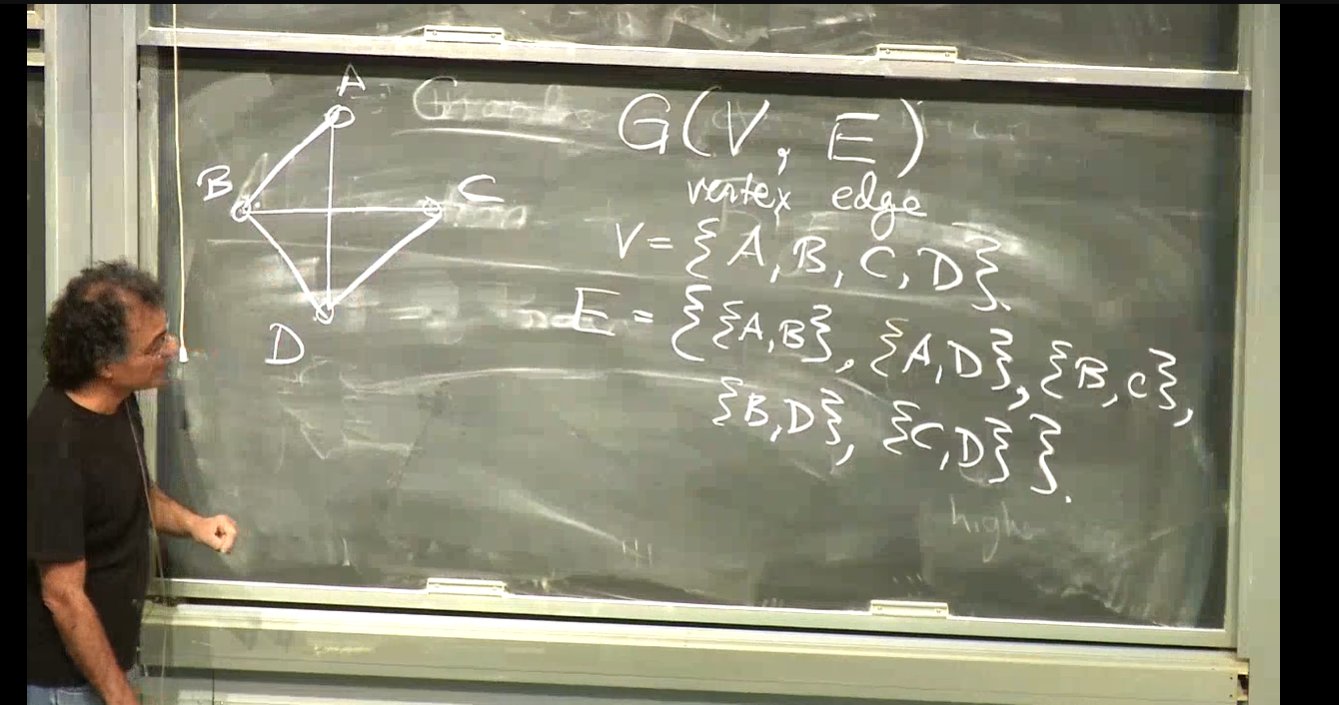 A
B
C
D
G(V, E)
vertex edge
V = {A, B, C, D}.
E = {{A,B}, {A,D}, {B,C},
{B,D}, {C,D}}.